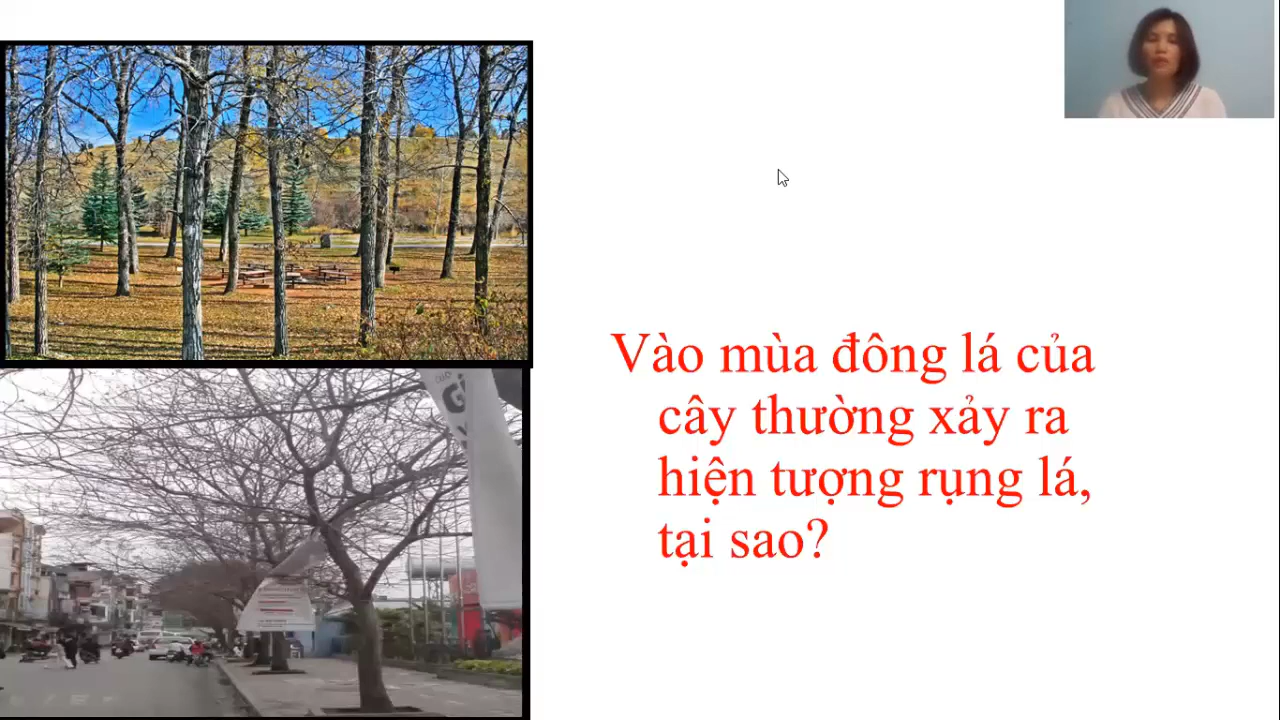 Vào mùa đông lá của
cây thường xảy ra
hiện tượng rụng lá,
tại sao?